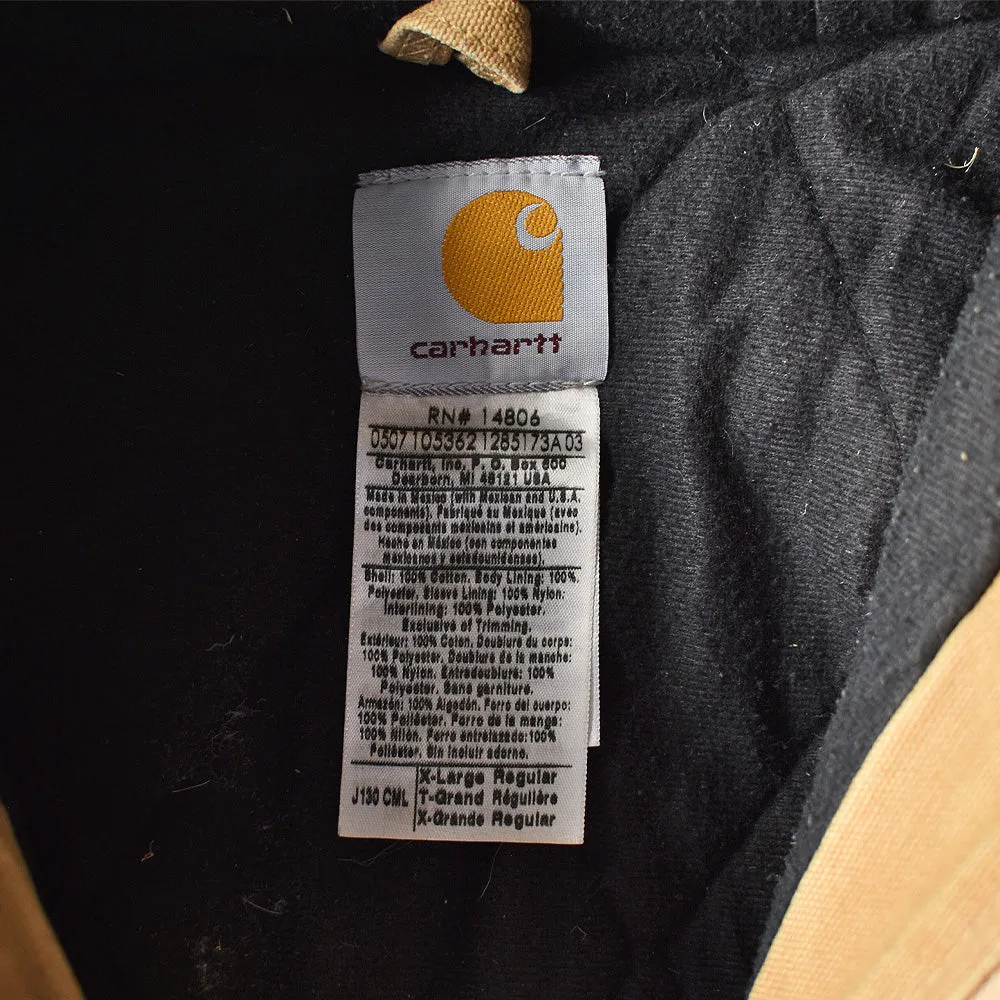 carhartt
RN# 14806
0507 105362 1285173A 03
Carhartt, Inc, P. O. Box 600
Dearborn, MI 48121 USA
Made in Mexico (with Mexican and U.S.A.
components). Fabriqué du Mexique (avec
des composants mexicains et américains).
Hecho en México (con componentes
mexicanos y estadounidenses).
Shell: 100% Cotton. Body Lining: 100%
Polyester. Sleeve Lining: 100% Nylon.
Interlining: 100% Polyester.
Exclusive of Trimming.
Extérieur: 100% Coton. Doublure du corps:
100% Polyester. Doublure de la manche:
100% Nylon. Entredoublure: 100%
Polyester. Sans garniture.
Armazón: 100% Algodón. Forro del cuerpo:
100% Poliéster. Forro de la manga:
100% Nilón. Forro entrelazado: 100%
Poliéster. Sin incluir adorno.
J130 CML
X-Large Regular
T-Grand Régulière
X-Grande Regular